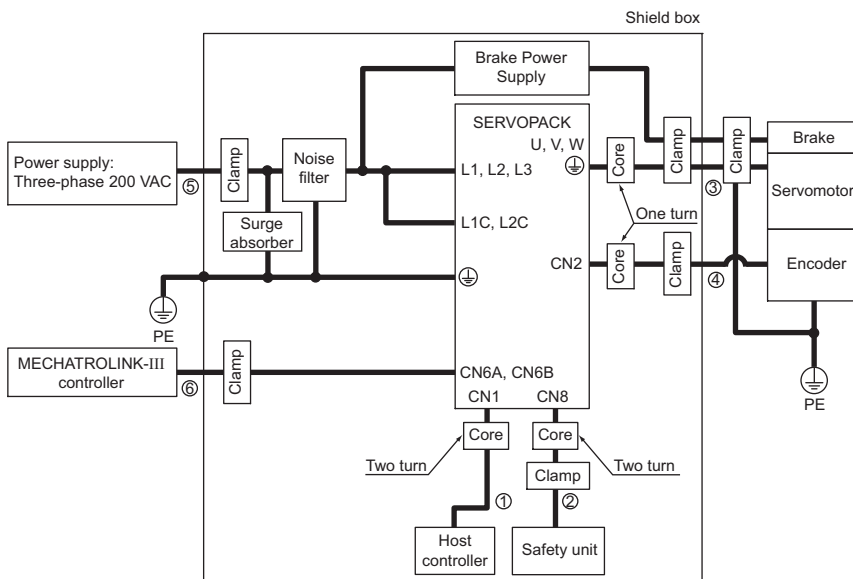 Shield box
Brake Power
Supply
SERVOPACK
U, V, W
Core
Clamp
Clamp
Brake
Power supply:
Three-phase 200 VAC
⑤
Clamp
Noise
filter
L1, L2, L3
③
Servomotor
Surge
absorber
L1C, L2C
One turn
CN2
Core
Clamp
④
Encoder
PE
MECHATROLINK-III
controller
⑥
Clamp
CN6A, CN6B
CN1
CN8
PE
Core
Core
Two turn
Two turn
Clamp
①
②
Host
controller
Safety unit